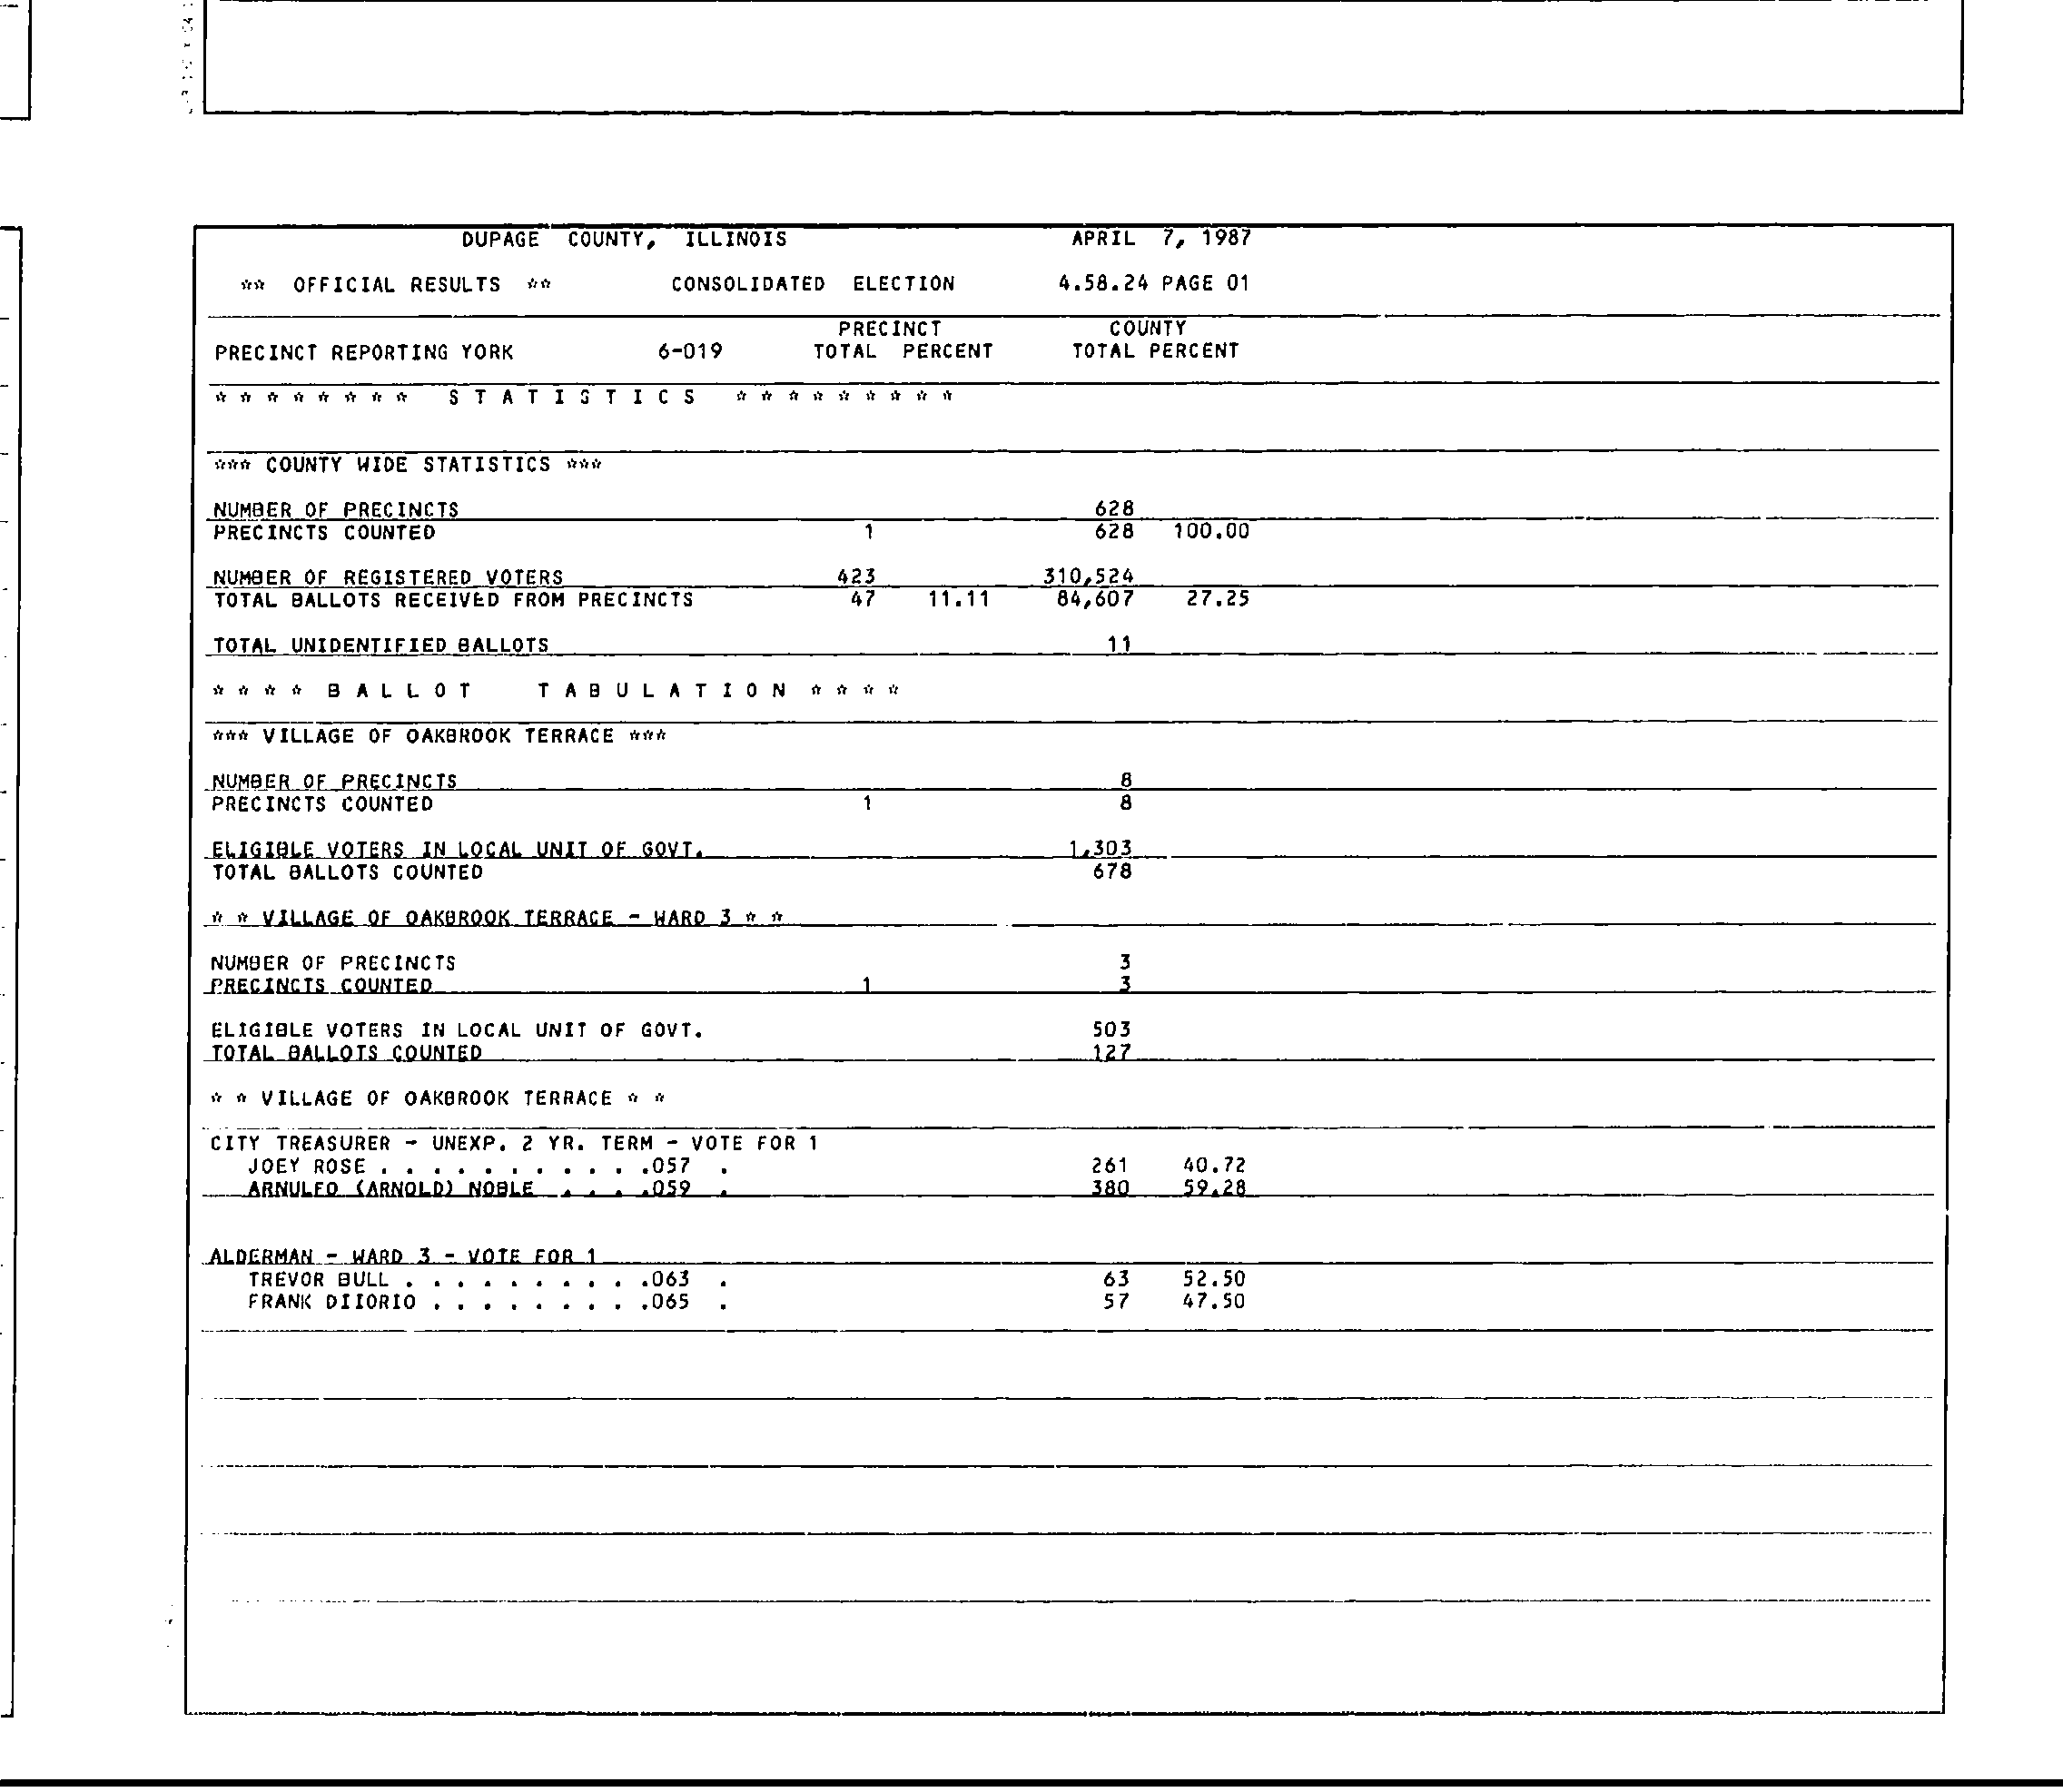 DUPAGE COUNTY, ILLINOIS APRIL 7, 1987
** OFFICIAL RESULTS ** CONSOLIDATED ELECTION 4.58.24 PAGE 01
PRECINCT COUNTY
PRECINCT REPORTING YORK 6-019 TOTAL PERCENT TOTAL PERCENT
* * * * * * * * S T A T I S T I C S * * * * * * * * *
*** COUNTY WIDE STATISTICS ***
NUMBER OF PRECINCTS 628
PRECINCTS COUNTED 1 628 100.00
NUMBER OF REGISTERED VOTERS 423 310,524
TOTAL BALLOTS RECEIVED FROM PRECINCTS 47 11.11 84,607 27.25
TOTAL UNIDENTIFIED BALLOTS 11
* * * * B A L L O T T A B U L A T I O N * * * *
*** VILLAGE OF OAKBROOK TERRACE ***
NUMBER OF PRECINCTS 8
PRECINCTS COUNTED 1 8
ELIGIBLE VOTERS IN LOCAL UNIT OF GOVT. 1,303
TOTAL BALLOTS COUNTED 678
* * VILLAGE OF OAKBROOK TERRACE - WARD 3 * *
NUMBER OF PRECINCTS 3
PRECINCTS COUNTED 1 3
ELIGIBLE VOTERS IN LOCAL UNIT OF GOVT. 503
TOTAL BALLOTS COUNTED 127
* * VILLAGE OF OAKBROOK TERRACE * *
CITY TREASURER - UNEXP. 2 YR. TERM - VOTE FOR 1
JOEY ROSE . . . . . . . . . . .057 . 261 40.72
ARNULFO (ARNOLD) NOBLE . . . .059 . 380 59.28
ALDERMAN - WARD 3 - VOTE FOR 1
TREVOR BULL . . . . . . . . . .063 . 63 52.50
FRANK DIIORIO . . . . . . . . .065 . 57 47.50